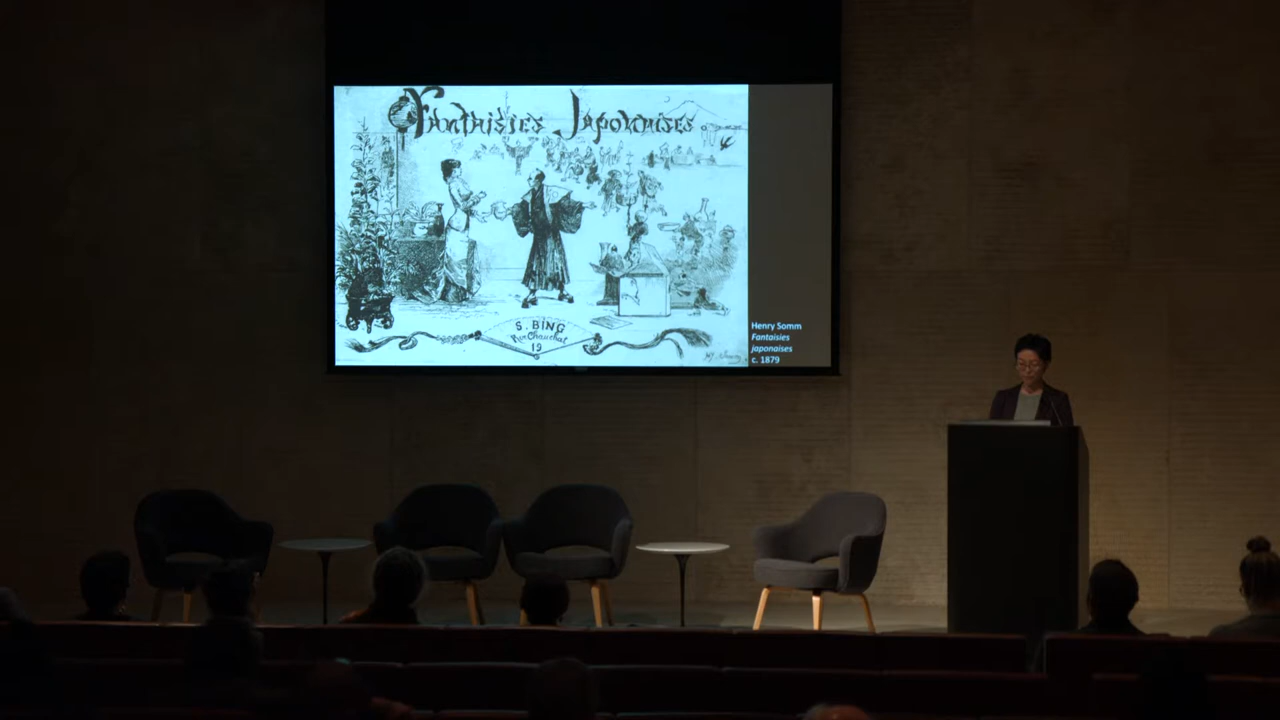 Fantaisies Japonaises
S. BING
Rue Chauchat
19
Henry Somm
Fantaisies
japonaises
c. 1879